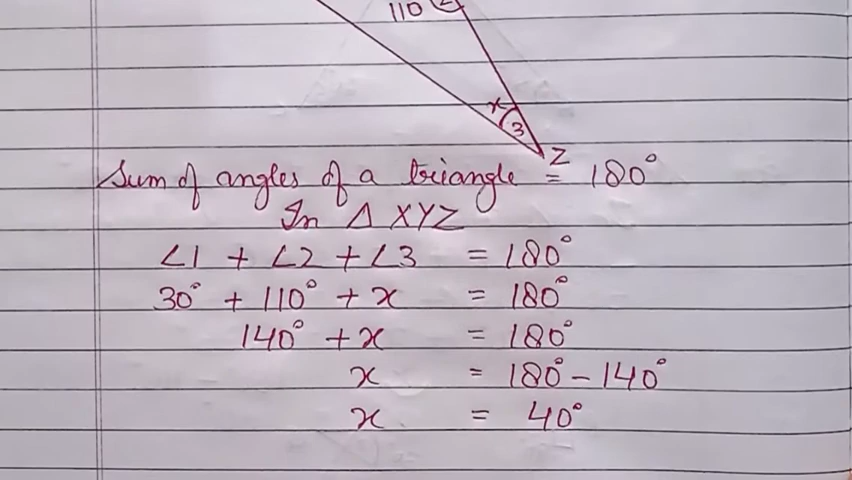 110 2
x
3
Z
Sum of angles of a triangle = 180°
In △ XYZ
∠1 + ∠2 + ∠3 = 180°
30° + 110° + x = 180°
140° + x = 180°
x = 180° - 140°
x = 40°